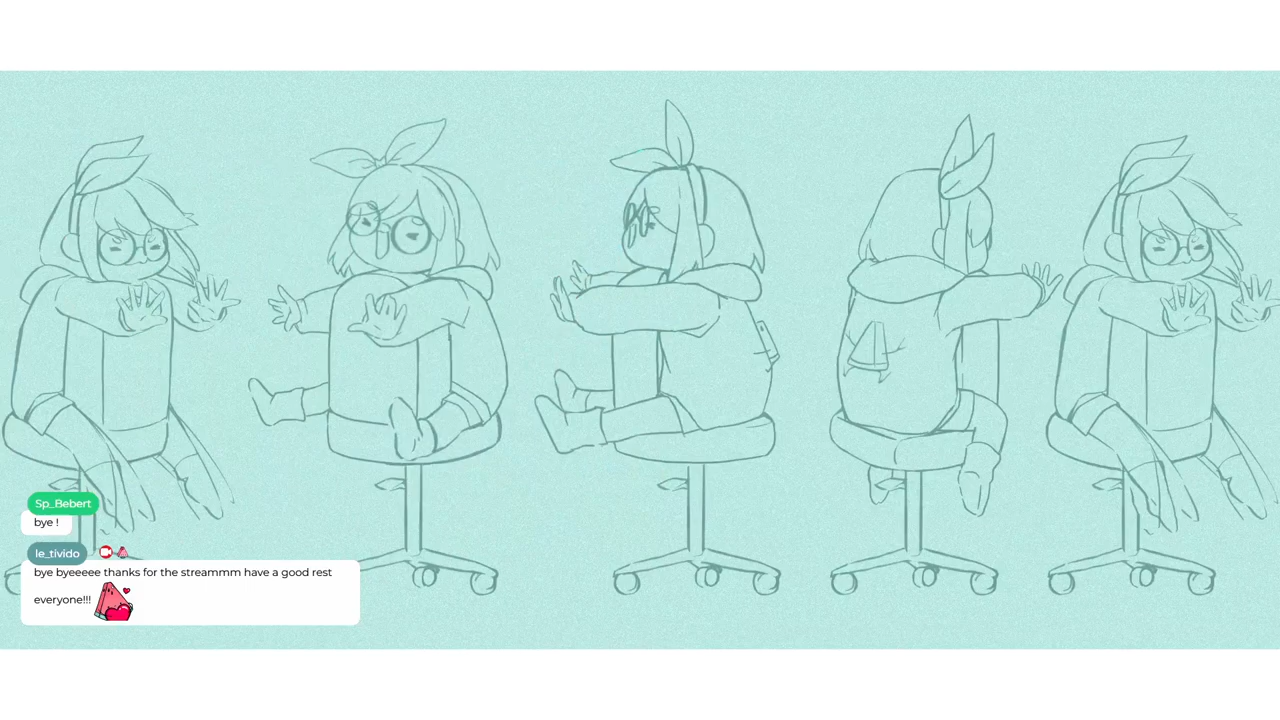 Sp_Bebert
bye !
le_tivido
bye byeeeee thanks for the streammm have a good rest
everyone!!!